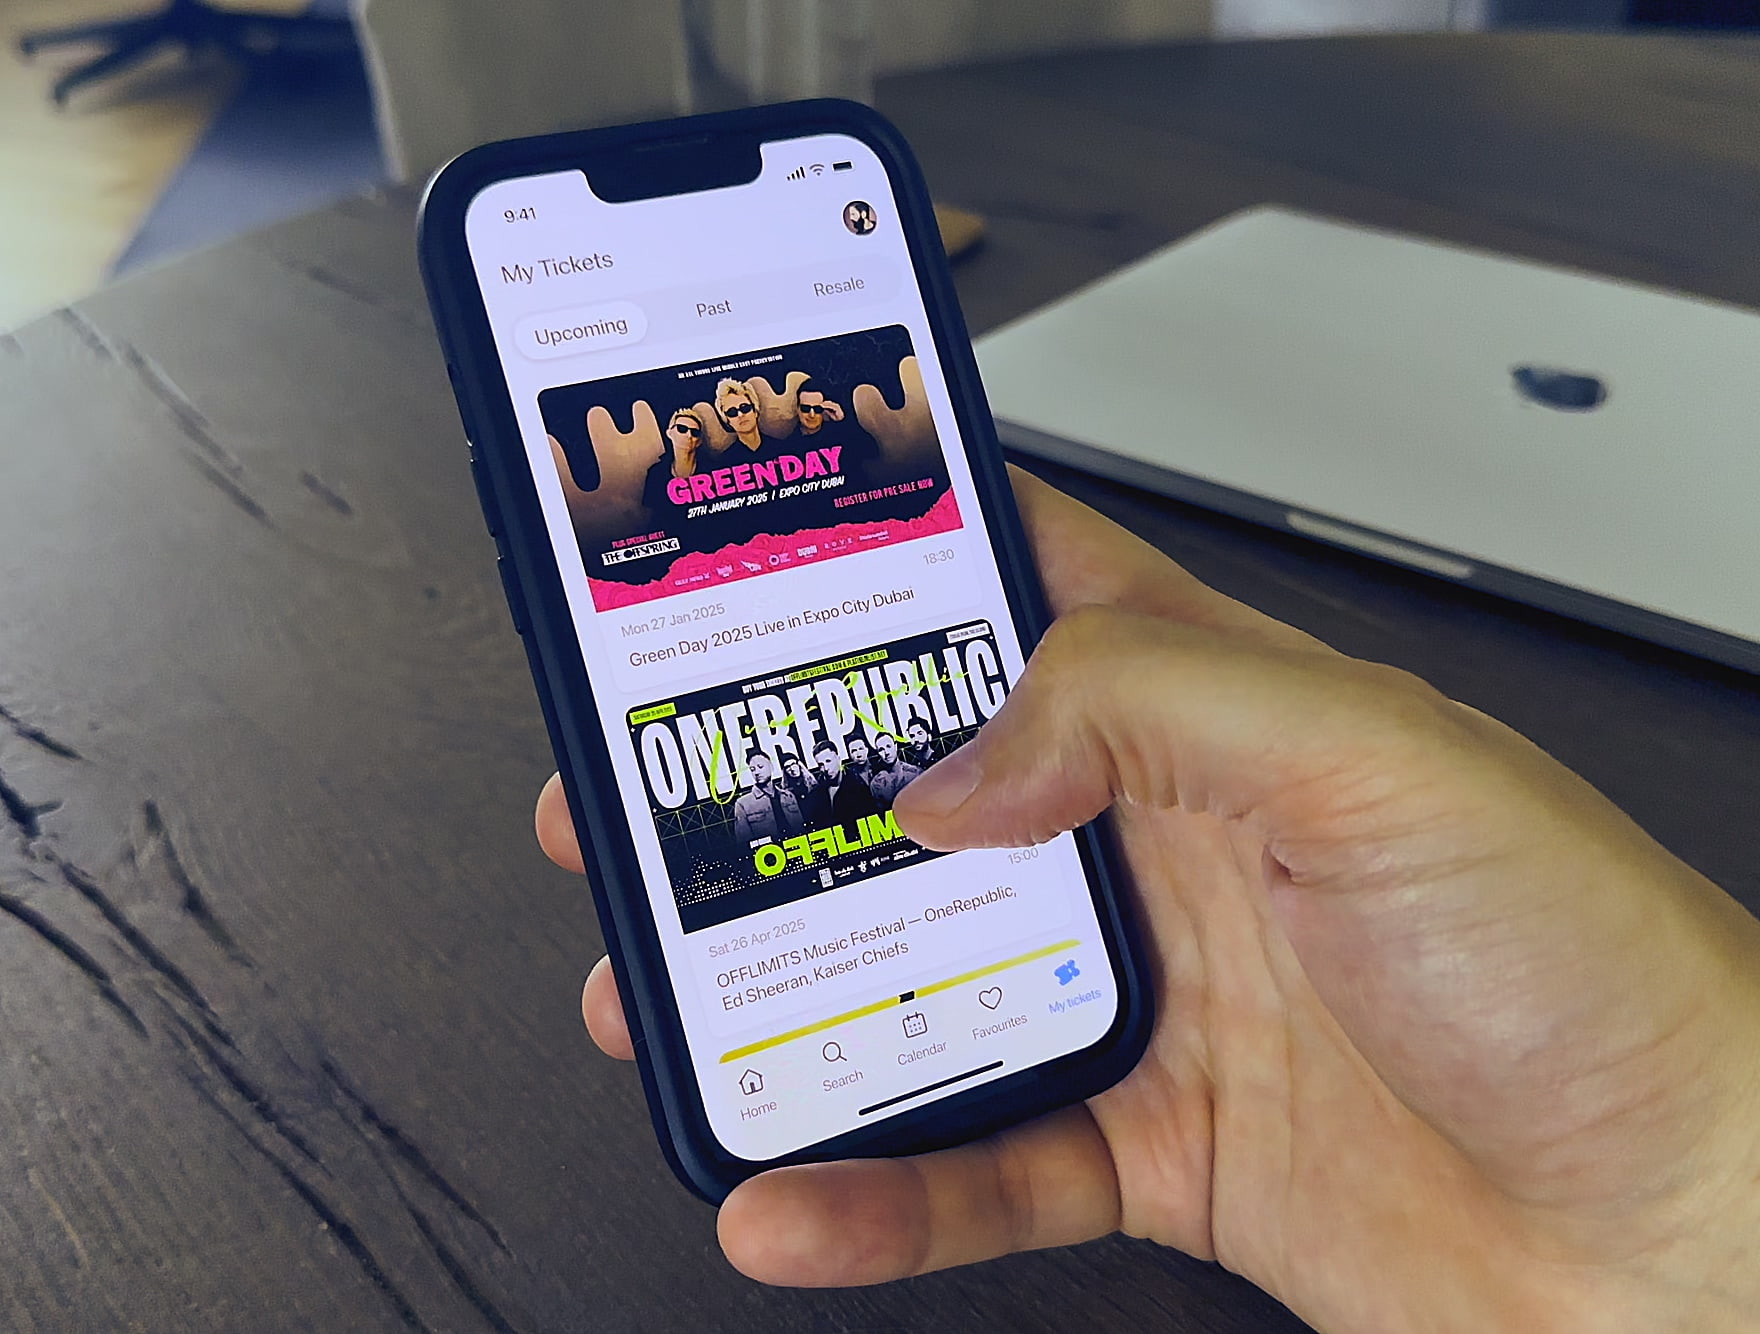 9:41
My Tickets
Upcoming
Past
Resale
GREEN DAY
27TH JANUARY 2025 | EXPO CITY DUBAI
REGISTER FOR PRE SALE NOW
PLUS SPECIAL GUEST
THE OFFSPRING
18:30
Mon 27 Jan 2025
Green Day 2025 Live in Expo City Dubai
ONEREPUBLIC
OneRepublic
OFFLIM
15:00
Sat 26 Apr 2025
OFFLIMITS Music Festival — OneRepublic,
Ed Sheeran, Kaiser Chiefs
Home
Search
Calendar
Favourites
My tickets